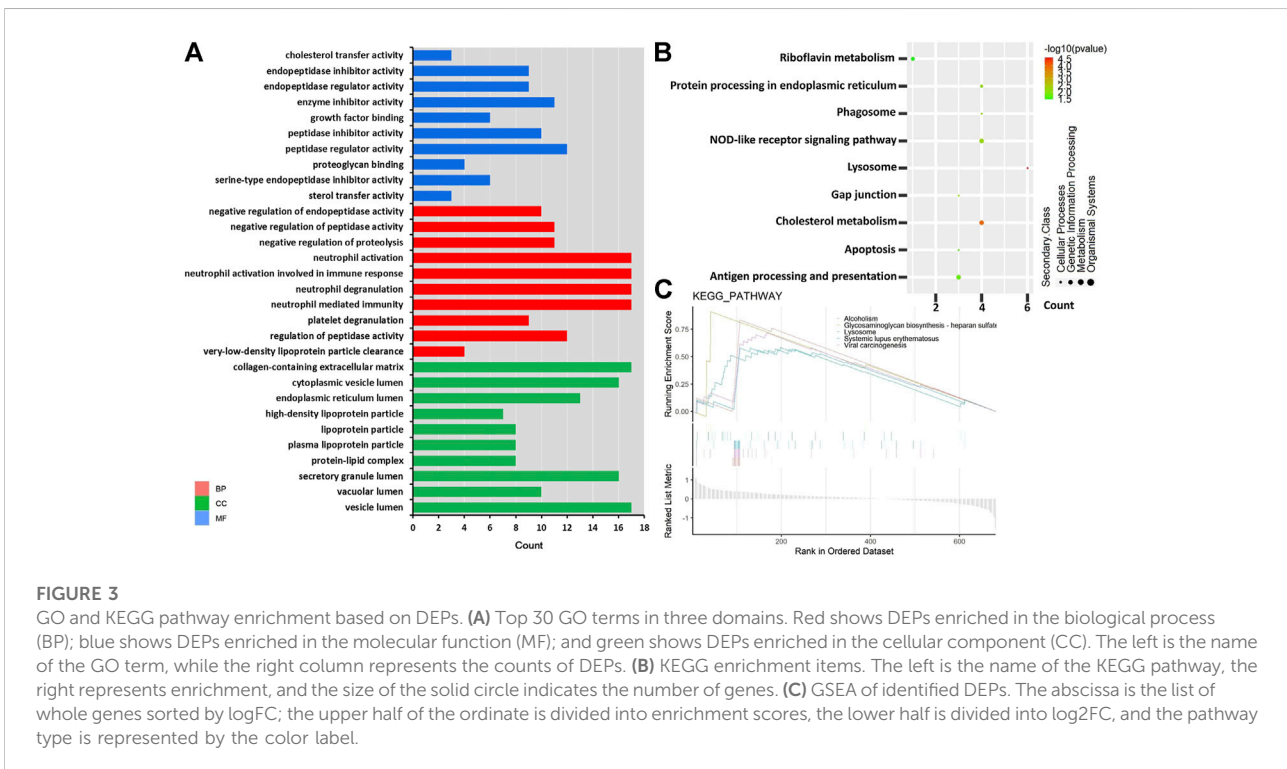 A
cholesterol transfer activity
endopeptidase inhibitor activity
endopeptidase regulator activity
enzyme inhibitor activity
growth factor binding
peptidase inhibitor activity
peptidase regulator activity
proteoglycan binding
serine-type endopeptidase inhibitor activity
sterol transfer activity
negative regulation of endopeptidase activity
negative regulation of peptidase activity
negative regulation of proteolysis
neutrophil activation
neutrophil activation involved in immune response
neutrophil degranulation
neutrophil mediated immunity
platelet degranulation
regulation of peptidase activity
very-low-density lipoprotein particle clearance
collagen-containing extracellular matrix
cytoplasmic vesicle lumen
endoplasmic reticulum lumen
high-density lipoprotein particle
lipoprotein particle
plasma lipoprotein particle
protein-lipid complex
secretory granule lumen
vacuolar lumen
vesicle lumen
BP
CC
MF
0 2 4 6 8 10 12 14 16 18
Count
B
Riboflavin metabolism
Protein processing in endoplasmic reticulum
Phagosome
NOD-like receptor signaling pathway
Lysosome
Gap junction
Cholesterol metabolism
Apoptosis
Antigen processing and presentation
2 4 6
Count
-log10(pvalue)
4.5
4.0
3.0
2.0
1.5
Secondary Class
Cellular Processes
Genetic Information Processing
Metabolism
Organismal Systems
C
KEGG_PATHWAY
Alcoholism
Glycosaminoglycan biosynthesis - heparan sulfate
Lysosome
Systemic lupus erythematosus
Viral carcinogenesis
Running Enrichment Score
0.75
0.50
0.25
0.00
Ranked List Metric
1
0
-1
200 400 600
Rank in Ordered Dataset
FIGURE 3
GO and KEGG pathway enrichment based on DEPs. (A) Top 30 GO terms in three domains. Red shows DEPs enriched in the biological process
(BP); blue shows DEPs enriched in the molecular function (MF); and green shows DEPs enriched in the cellular component (CC). The left is the name
of the GO term, while the right column represents the counts of DEPs. (B) KEGG enrichment items. The left is the name of the KEGG pathway, the
right represents enrichment, and the size of the solid circle indicates the number of genes. (C) GSEA of identified DEPs. The abscissa is the list of
whole genes sorted by logFC; the upper half of the ordinate is divided into enrichment scores, the lower half is divided into log2FC, and the pathway
type is represented by the color label.